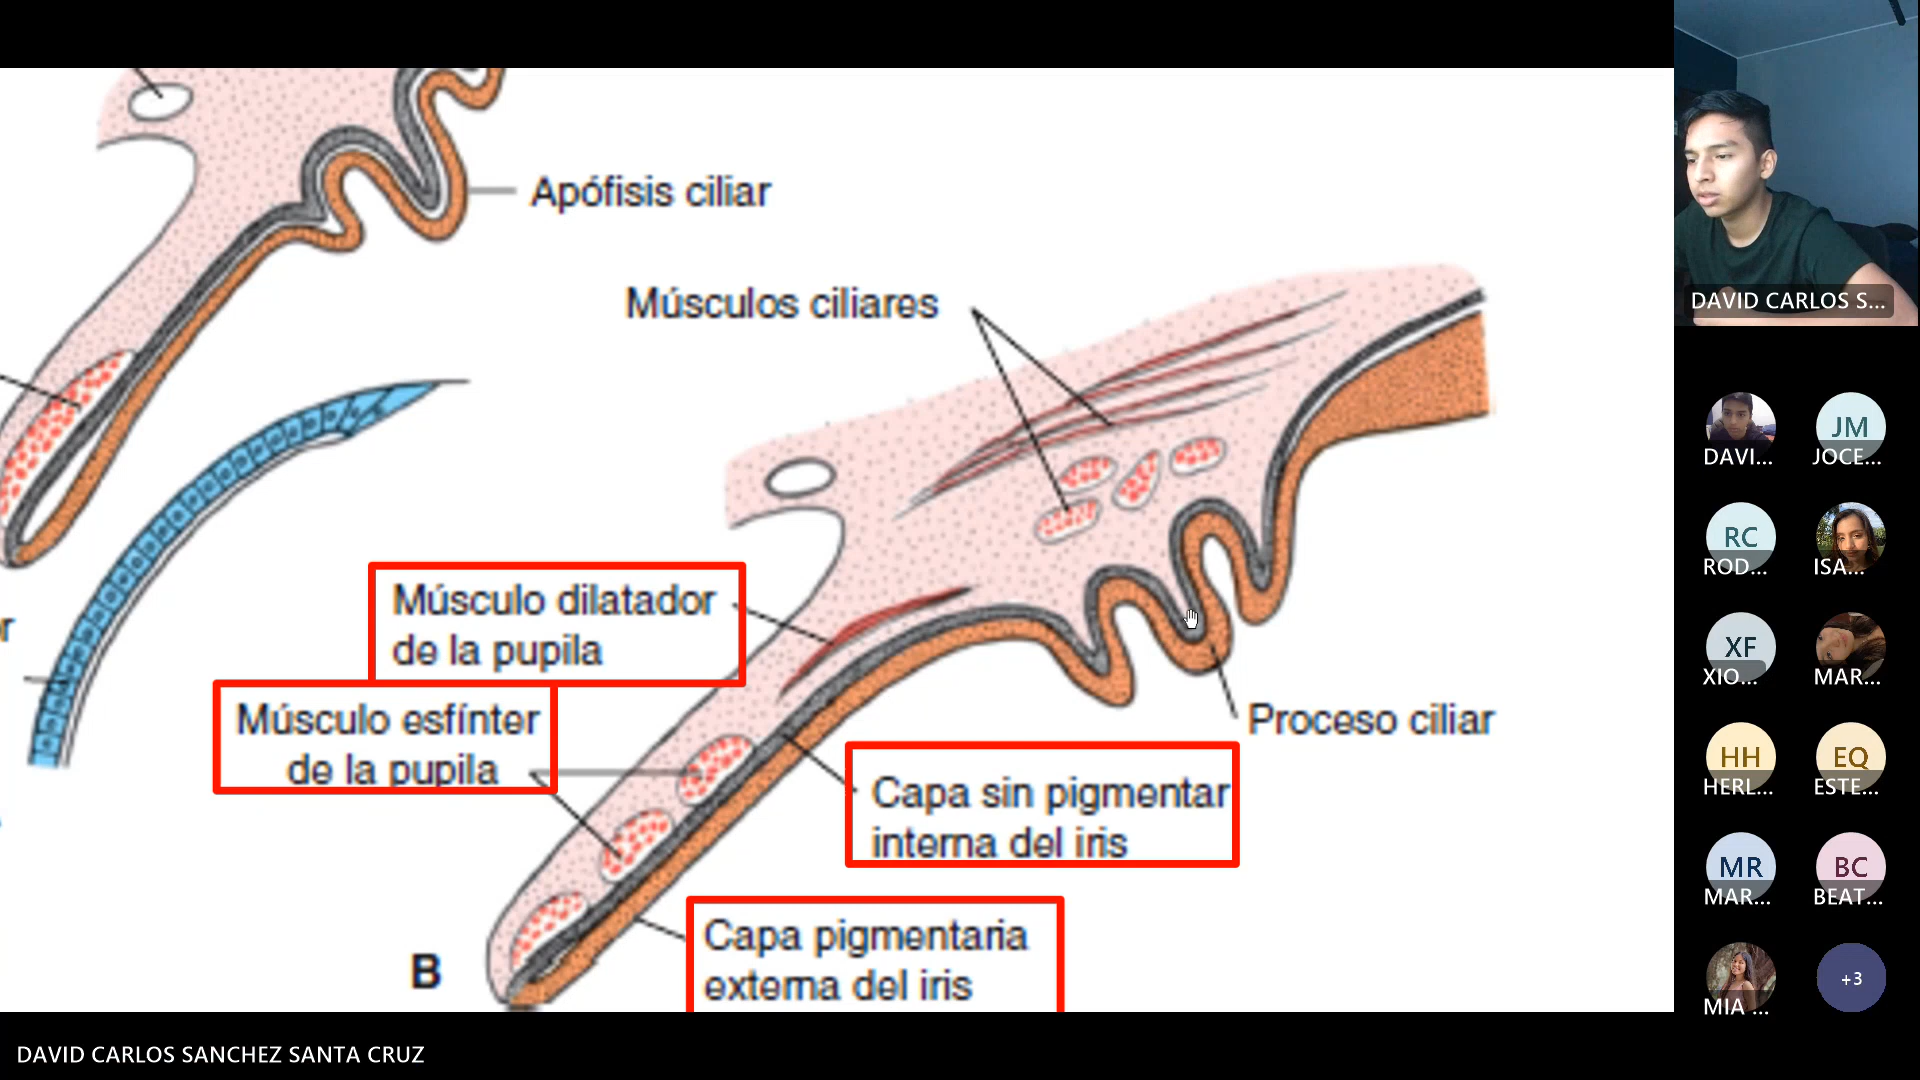 Apófisis ciliar
Músculos ciliares
Músculo dilatador
de la pupila
Músculo esfínter
de la pupila
Proceso ciliar
Capa sin pigmentar
interna del iris
Capa pigmentaria
externa del iris
B
r
DAVID CARLOS S...
DAVI...
JM
JOCE...
RC
ROD...
ISA...
XF
XIO...
MAR...
HH
HERL...
EQ
ESTE...
MR
MAR...
BC
BEAT...
MIA ...
+3
DAVID CARLOS SANCHEZ SANTA CRUZ